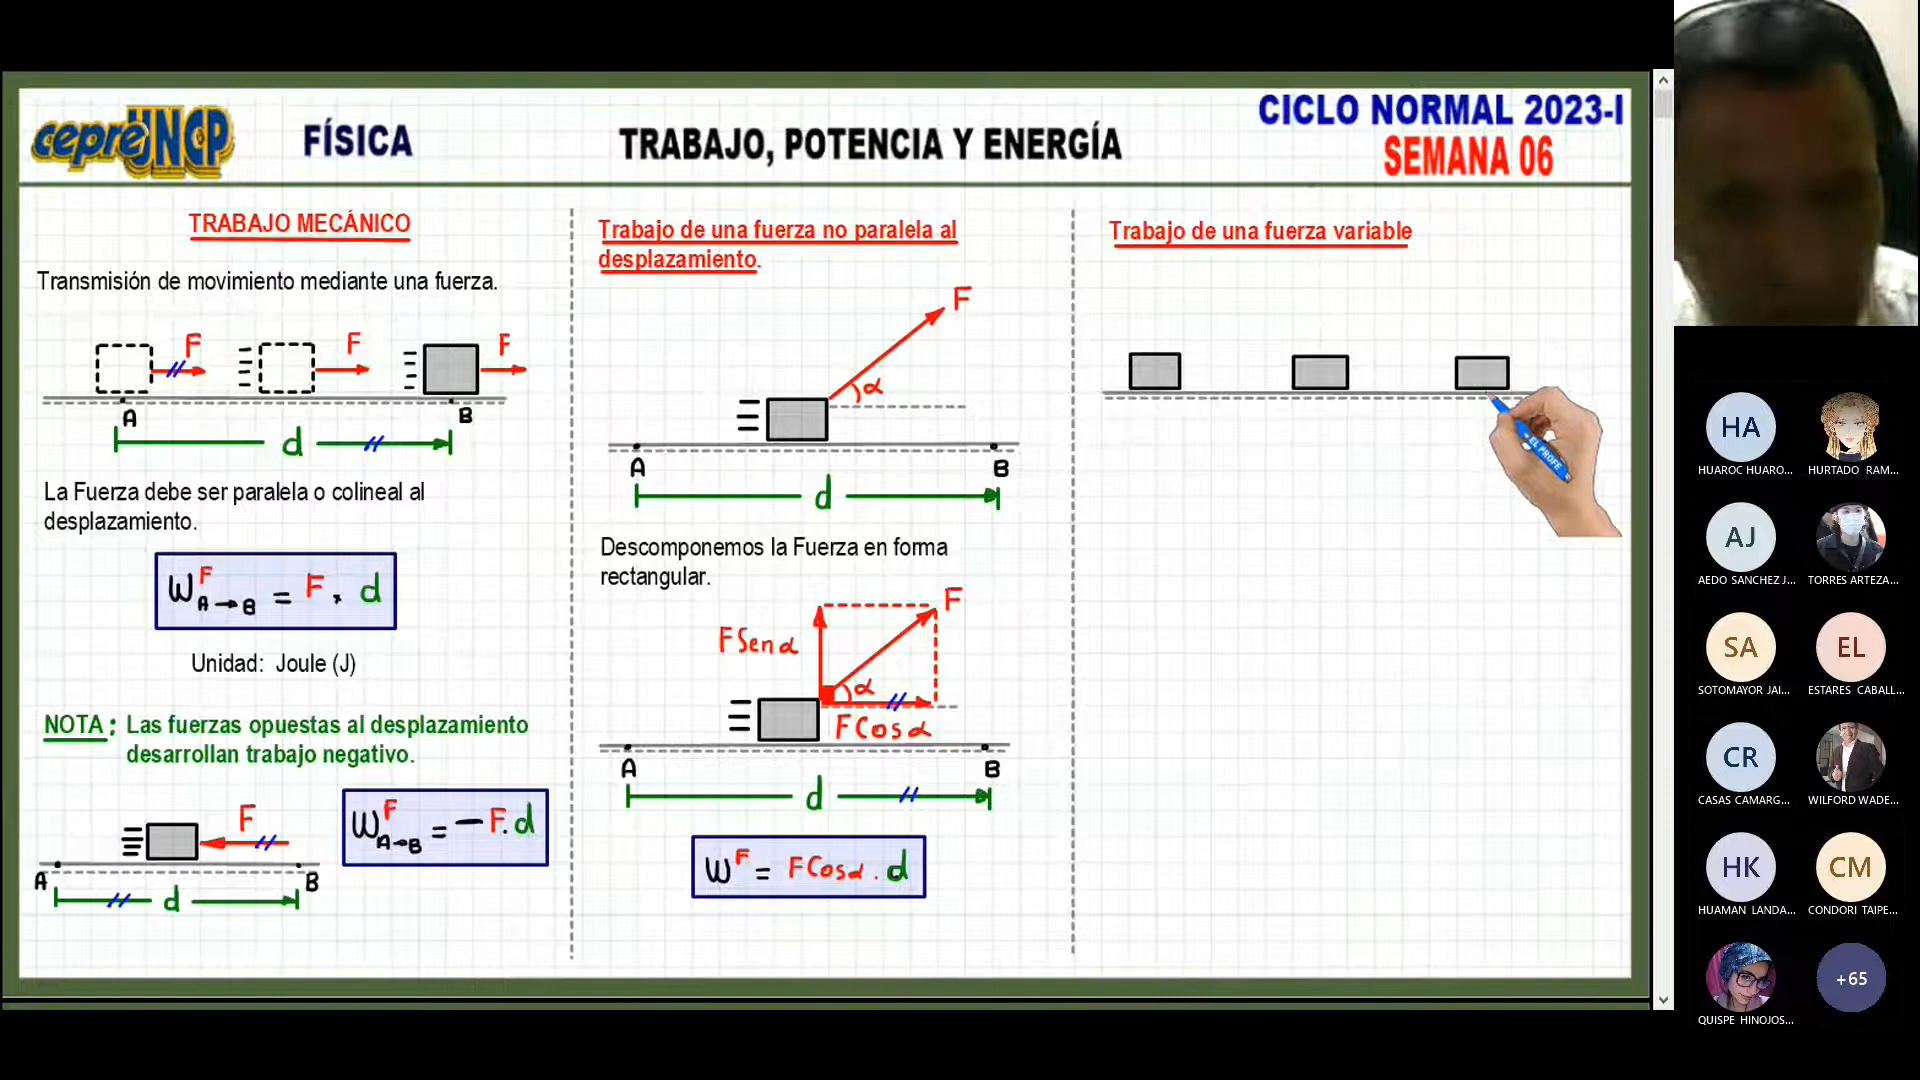 cepreUNCP
FÍSICA
TRABAJO, POTENCIA Y ENERGÍA
CICLO NORMAL 2023-I
SEMANA 06
TRABAJO MECÁNICO
Transmisión de movimiento mediante una fuerza.
F F F
A B
d
La Fuerza debe ser paralela o colineal al
desplazamiento.
W^F_{A→B} = F . d
Unidad: Joule (J)
NOTA: Las fuerzas opuestas al desplazamiento
desarrollan trabajo negativo.
F
A B
d
W^F_{A→B} = - F.d
Trabajo de una fuerza no paralela al
desplazamiento.
F
α
A B
d
Descomponemos la Fuerza en forma
rectangular.
F
FSenα
α
FCosα
A B
d
W^F = FCosα . d
Trabajo de una fuerza variable
EL PROFE
HA
HUAROC HUARO...
HURTADO RAM...
AJ
AEDO SANCHEZ J...
TORRES ARTEZA...
SA
SOTOMAYOR JAI...
EL
ESTARES CABALL...
CR
CASAS CAMARG...
WILFORD WADE...
HK
HUAMAN LANDA...
CM
CONDORI TAIPE...
QUISPE HINOJOS...
+65